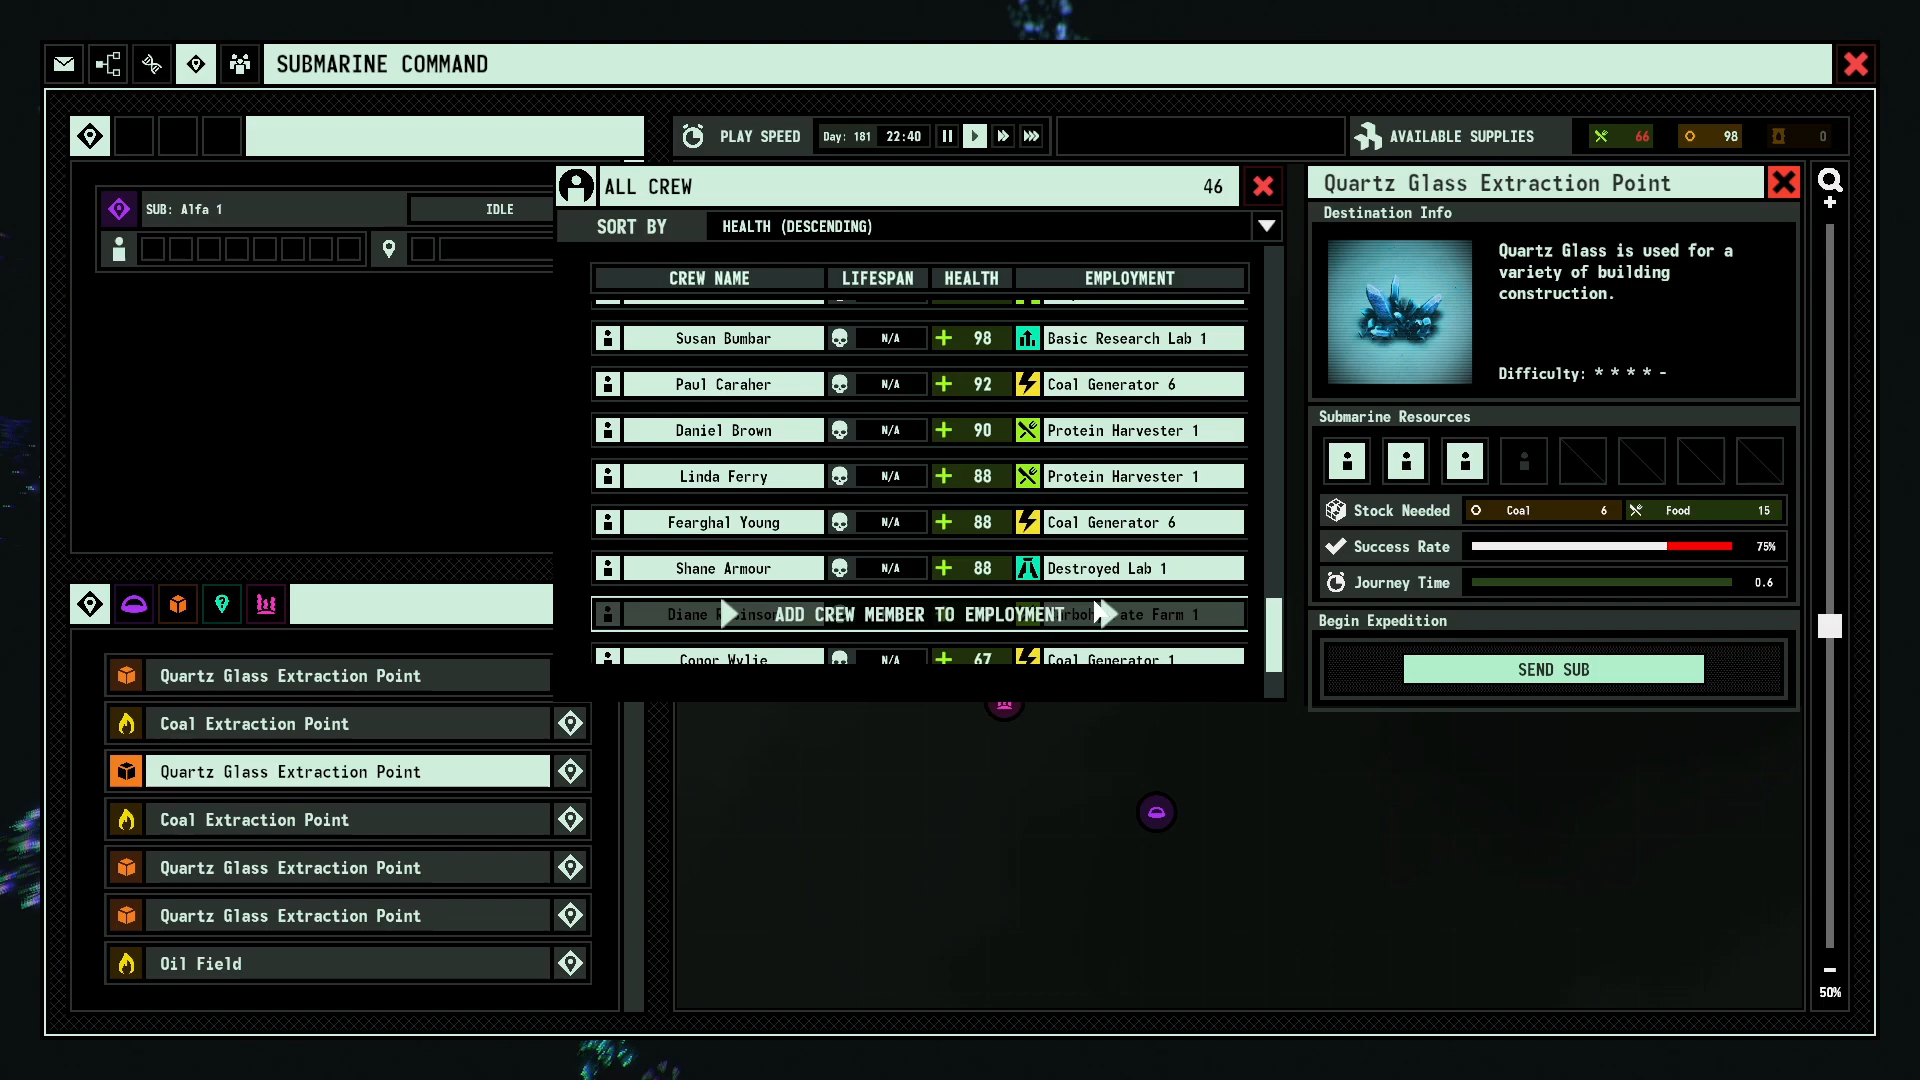 SUBMARINE COMMAND
PLAY SPEED
Day: 181
22:40
AVAILABLE SUPPLIES
66
98
0
SUB: Alfa 1
IDLE
ALL CREW
46
SORT BY
HEALTH (DESCENDING)
CREW NAME
LIFESPAN
HEALTH
EMPLOYMENT
Susan Bumbar N/A 98 Basic Research Lab 1
Paul Caraher N/A 92 Coal Generator 6
Daniel Brown N/A 90 Protein Harvester 1
Linda Ferry N/A 88 Protein Harvester 1
Fearghal Young N/A 88 Coal Generator 6
Shane Armour N/A 88 Destroyed Lab 1
ADD CREW MEMBER TO EMPLOYMENT
Conor Wylie N/A 67 Coal Generator 1
Quartz Glass Extraction Point
Destination Info
Quartz Glass is used for a
variety of building
construction.
Difficulty: * * * * -
Submarine Resources
Stock Needed
Coal 6
Food 15
Success Rate
75%
Journey Time
0.6
Begin Expedition
SEND SUB
Quartz Glass Extraction Point
Coal Extraction Point
Quartz Glass Extraction Point
Coal Extraction Point
Quartz Glass Extraction Point
Quartz Glass Extraction Point
Oil Field
50%